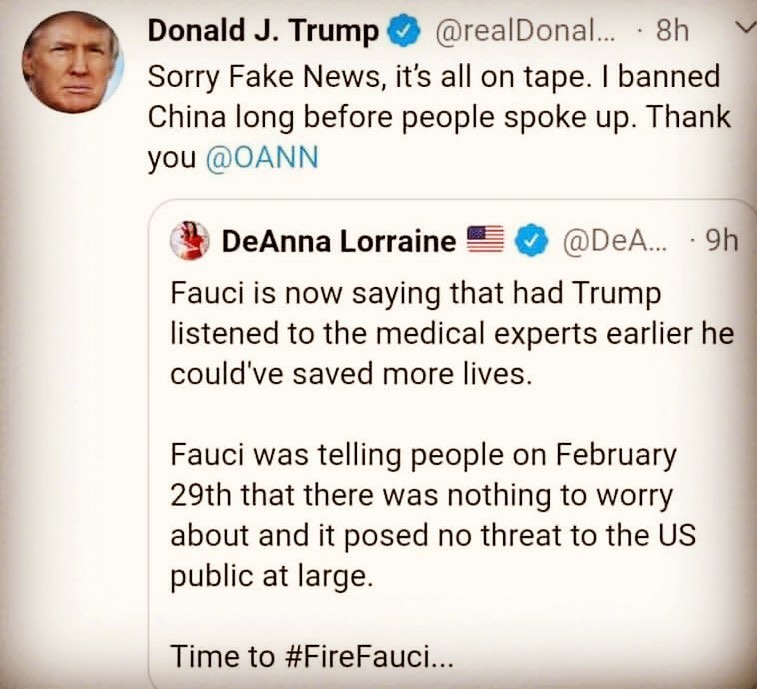 Donald J. Trump @realDonal... · 8h
Sorry Fake News, it's all on tape. I banned
China long before people spoke up. Thank
you @OANN
DeAnna Lorraine @DeA... · 9h
Fauci is now saying that had Trump
listened to the medical experts earlier he
could've saved more lives.
Fauci was telling people on February
29th that there was nothing to worry
about and it posed no threat to the US
public at large.
Time to #FireFauci...